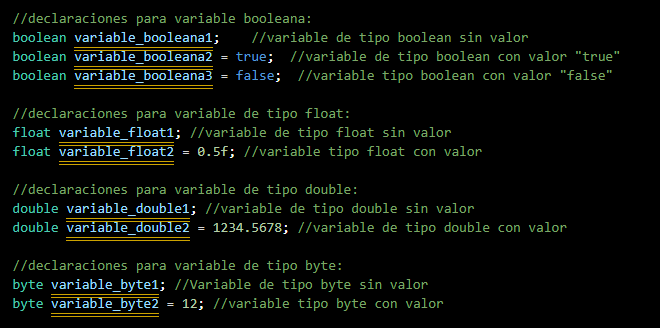 //declaraciones para variable booleana:
boolean variable_booleana1;    //variable de tipo boolean sin valor
boolean variable_booleana2 = true;  //variable de tipo boolean con valor "true"
boolean variable_booleana3 = false;  //variable tipo boolean con valor "false"
//declaraciones para variable de tipo float:
float variable_float1; //variable de tipo float sin valor
float variable_float2 = 0.5f; //variable tipo float con valor
//declaraciones para variable de tipo double:
double variable_double1; //variable de tipo double sin valor
double variable_double2 = 1234.5678; //variable de tipo double con valor
//declaraciones para variable de tipo byte:
byte variable_byte1; //Variable de tipo byte sin valor
byte variable_byte2 = 12; //variable tipo byte con valor